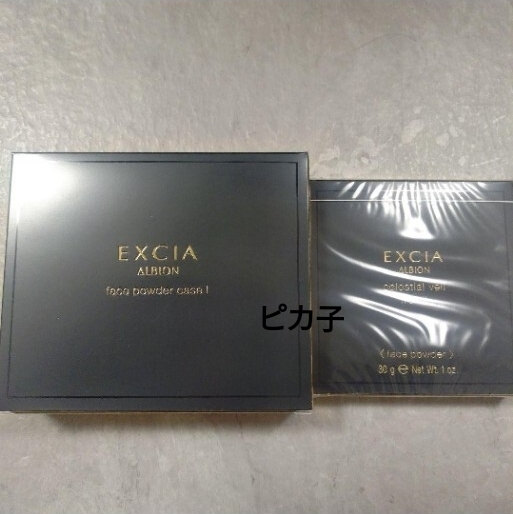 EXCIA
ALBION
face powder case I
ピカ子
EXCIA
ALBION
celestial veil
(face powder)
30 g ℮ Net Wt. 1 oz.